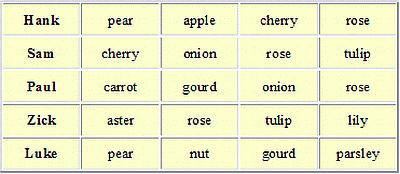 Hank pear apple cherry rose
Sam cherry onion rose tulip
Paul carrot gourd onion rose
Zick aster rose tulip lily
Luke pear nut gourd parsley